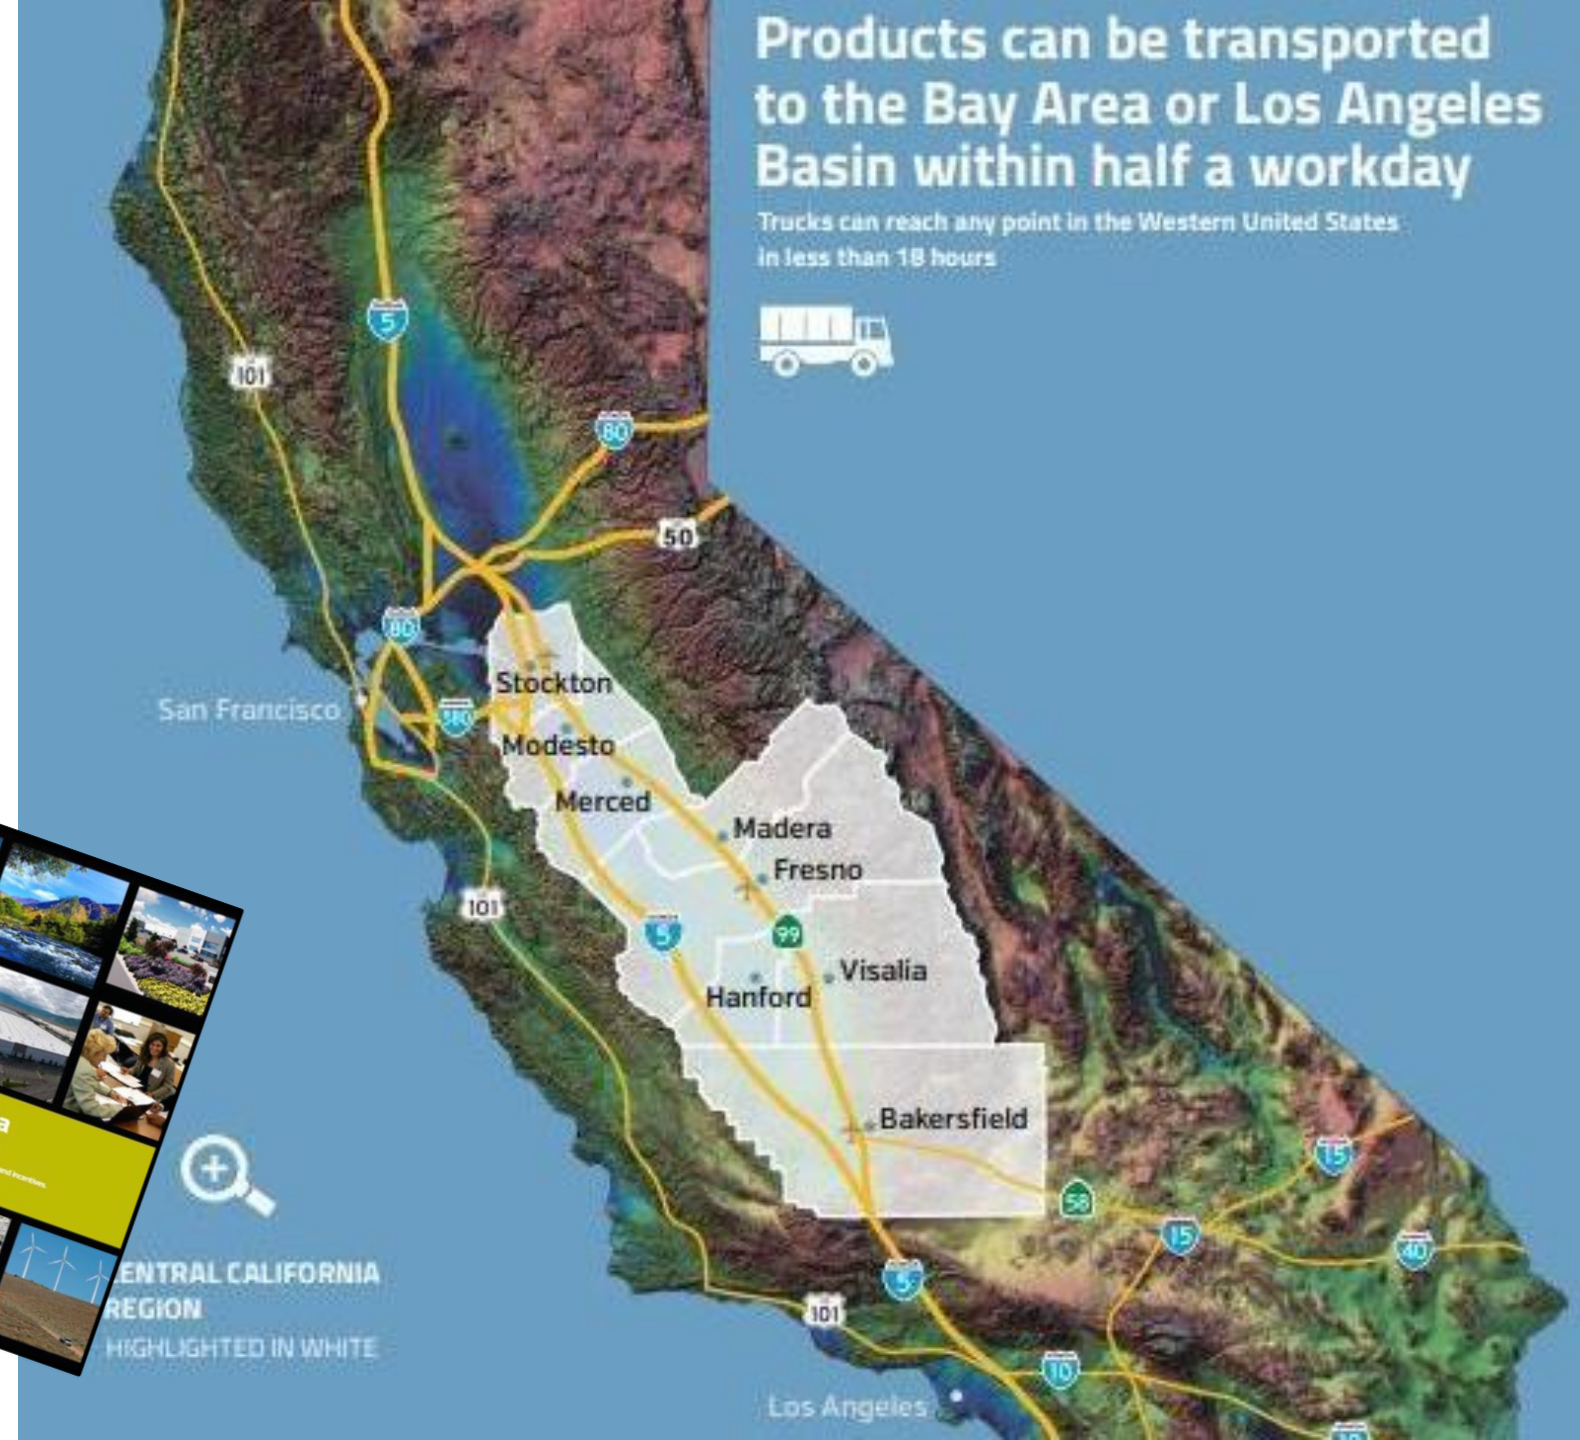 Products can be transported
to the Bay Area or Los Angeles
Basin within half a workday
Trucks can reach any point in the Western United States
in less than 18 hours
5
101
80
50
80
San Francisco
580
Stockton
Modesto
Merced
Madera
Fresno
101
5
99
Visalia
Hanford
Bakersfield
58
15
15
40
5
101
10
Los Angeles
a
and incentives
ENTRAL CALIFORNIA
REGION
HIGHLIGHTED IN WHITE